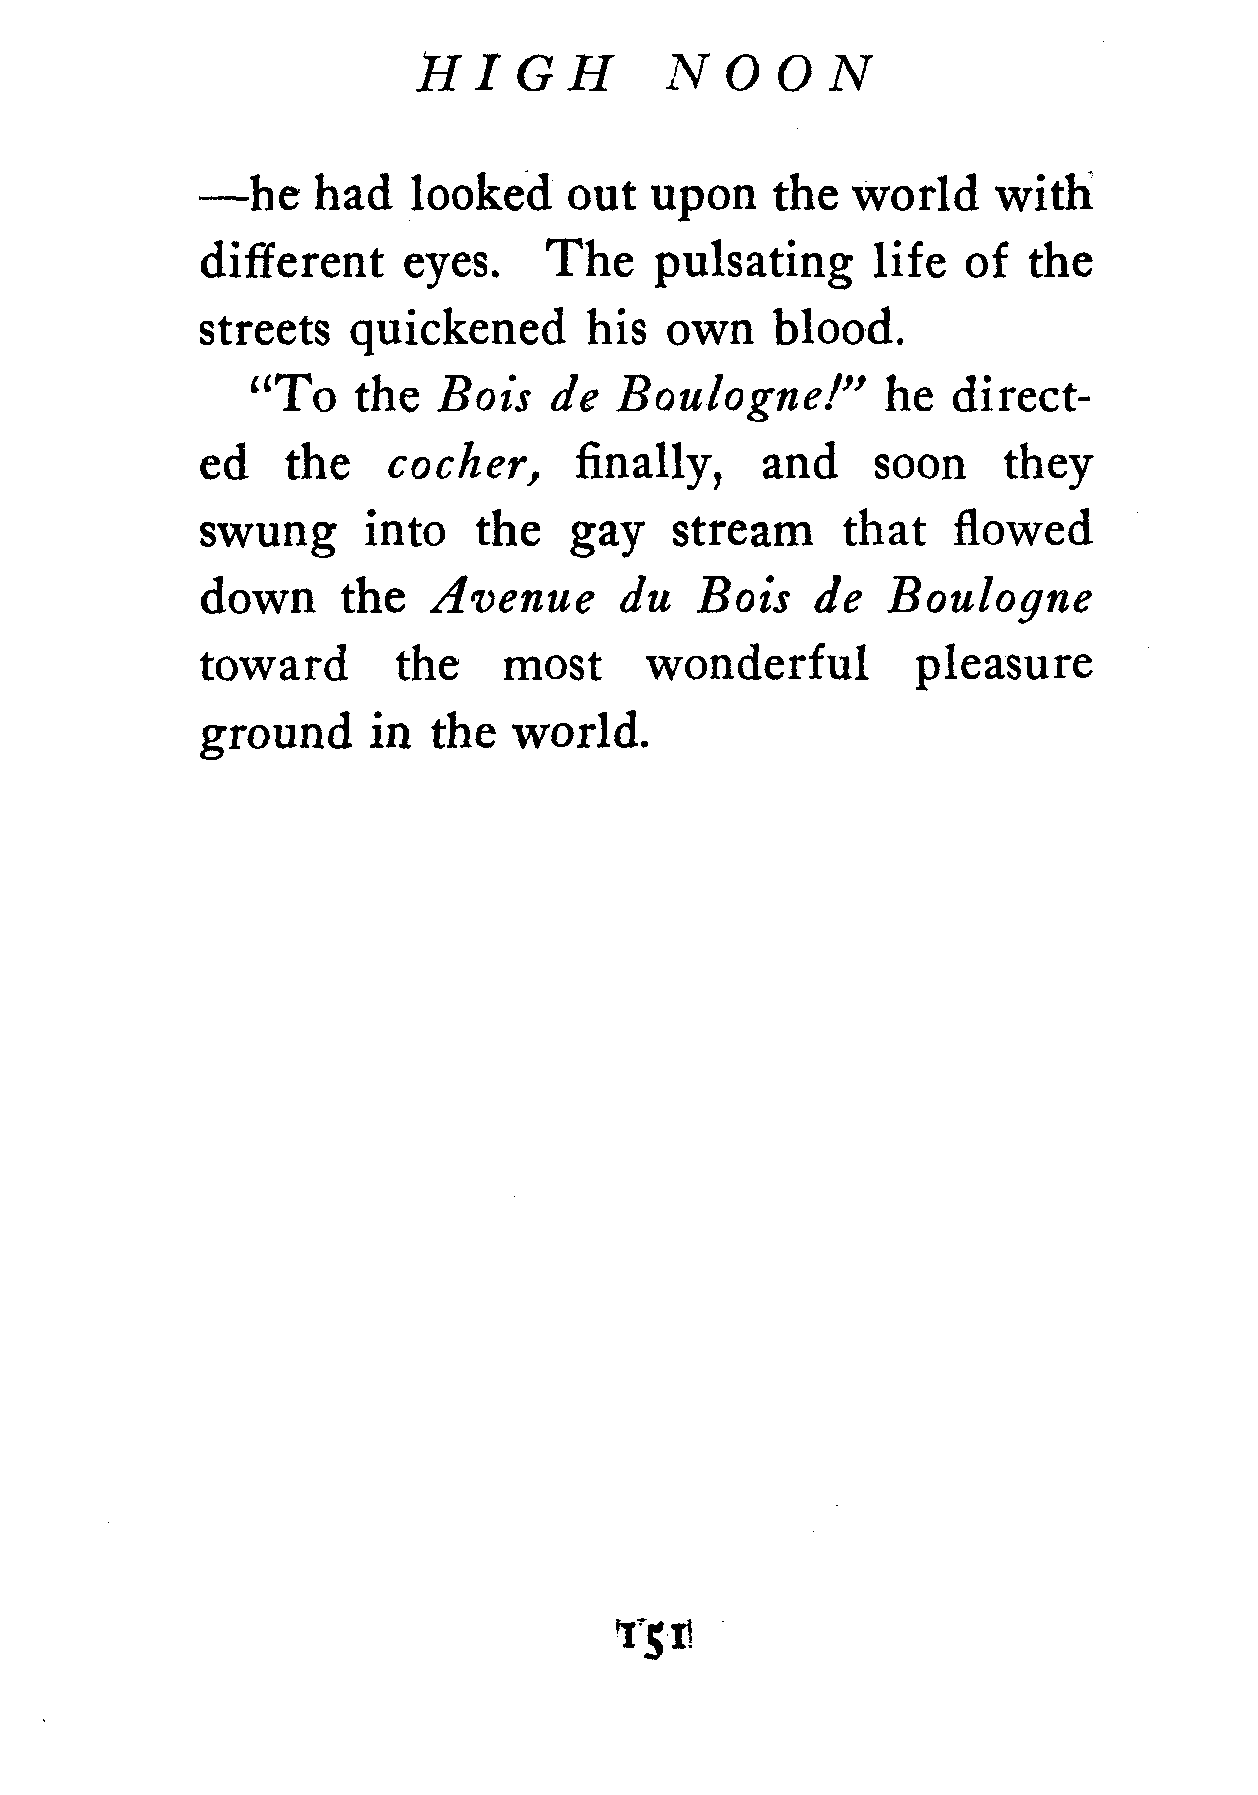 HIGH NOON
—he had looked out upon the world with
different eyes. The pulsating life of the
streets quickened his own blood.
"To the Bois de Boulogne!" he direct-
ed the cocher, finally, and soon they
swung into the gay stream that flowed
down the Avenue du Bois de Boulogne
toward the most wonderful pleasure
ground in the world.
151